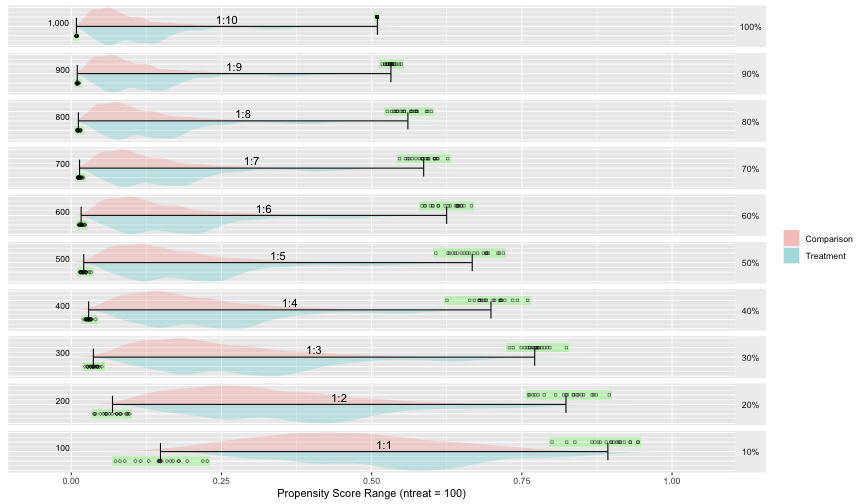 1,000 1:10 100%
900 1:9 90%
800 1:8 80%
700 1:7 70%
600 1:6 60%
500 1:5 50%
400 1:4 40%
300 1:3 30%
200 1:2 20%
100 1:1 10%
Comparison
Treatment
0.00 0.25 0.50 0.75 1.00
Propensity Score Range (ntreat = 100)